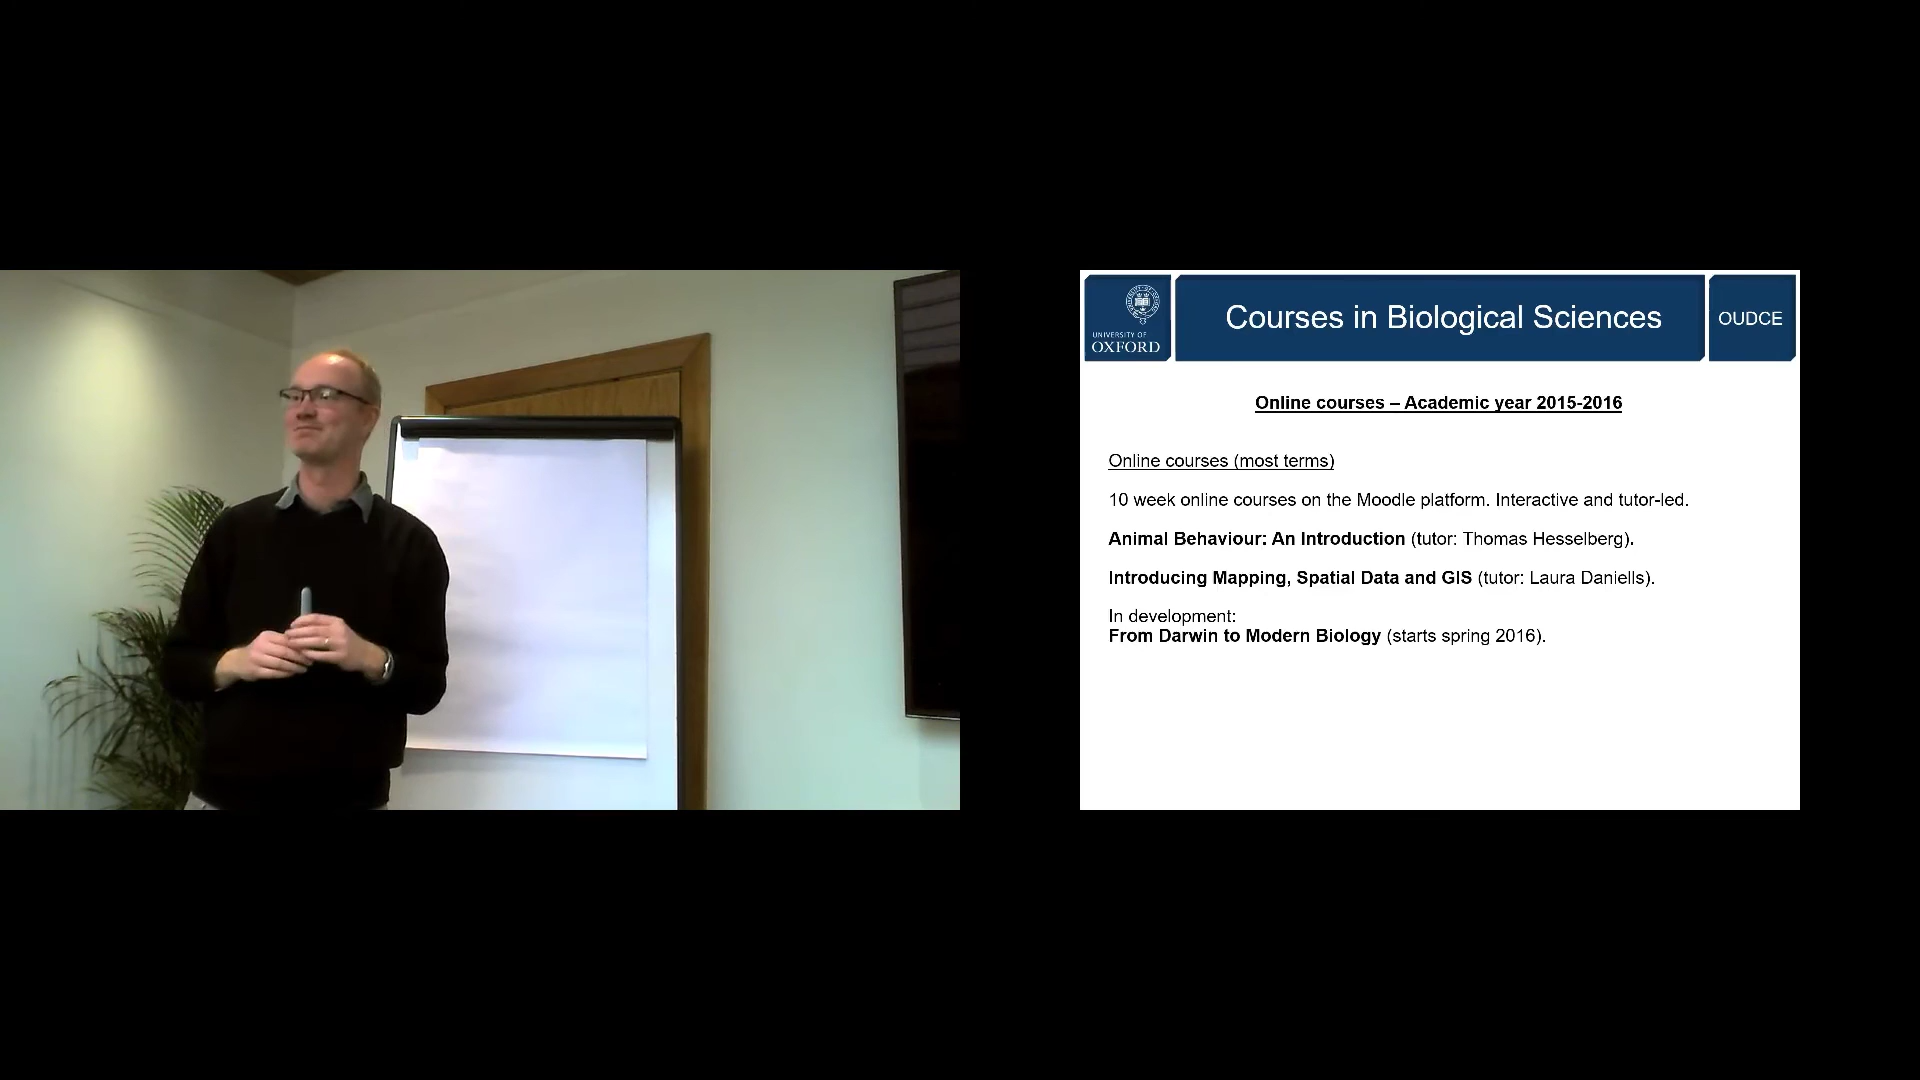 UNIVERSITY OF
OXFORD
Courses in Biological Sciences
OUDCE
Online courses – Academic year 2015-2016
Online courses (most terms)
10 week online courses on the Moodle platform. Interactive and tutor-led.
Animal Behaviour: An Introduction (tutor: Thomas Hesselberg).
Introducing Mapping, Spatial Data and GIS (tutor: Laura Daniells).
In development:
From Darwin to Modern Biology (starts spring 2016).